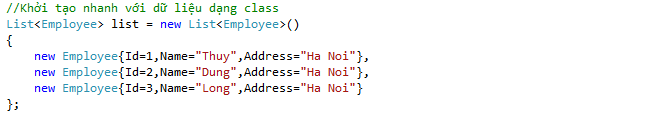 //Khởi tạo nhanh với dữ liệu dạng class
List<Employee> list = new List<Employee>()
{
    new Employee{Id=1,Name="Thuy",Address="Ha Noi"},
    new Employee{Id=2,Name="Dung",Address="Ha Noi"},
    new Employee{Id=3,Name="Long",Address="Ha Noi"}
};